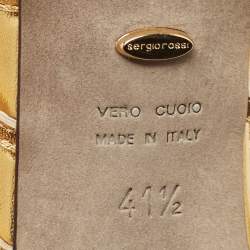 sergiorossi
VERO CUOIO
MADE IN ITALY
41½